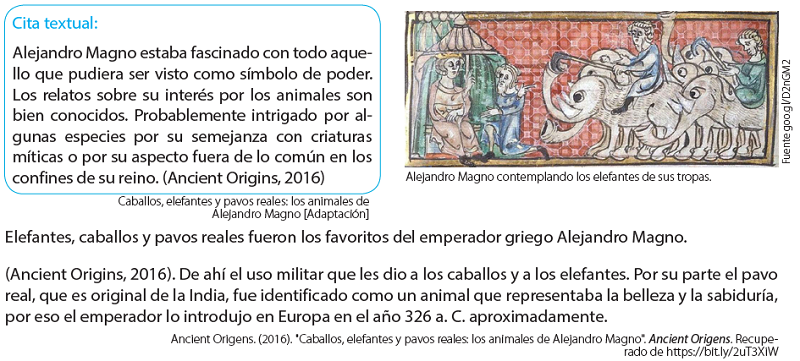 Cita textual:
Alejandro Magno estaba fascinado con todo aque-
llo que pudiera ser visto como símbolo de poder.
Los relatos sobre su interés por los animales son
bien conocidos. Probablemente intrigado por al-
gunas especies por su semejanza con criaturas
míticas o por su aspecto fuera de lo común en los
confines de su reino. (Ancient Origins, 2016)
Caballos, elefantes y pavos reales: los animales de
Alejandro Magno [Adaptación]
Fuente:goo.gl/D2nGM2
Alejandro Magno contemplando los elefantes de sus tropas.
Elefantes, caballos y pavos reales fueron los favoritos del emperador griego Alejandro Magno.
(Ancient Origins, 2016). De ahí el uso militar que les dio a los caballos y a los elefantes. Por su parte el pavo
real, que es original de la India, fue identificado como un animal que representaba la belleza y la sabiduría,
por eso el emperador lo introdujo en Europa en el año 326 a. C. aproximadamente.
Ancient Origens. (2016). "Caballos, elefantes y pavos reales: los animales de Alejandro Magno". Ancient Origens. Recupe-
rado de https://bit.ly/2uT3XiW